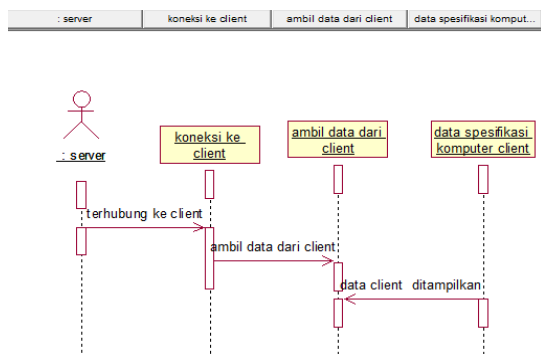 : server
koneksi ke client
ambil data dari client
data spesifikasi komput...
: server
koneksi ke
client
ambil data dari
client
data spesifikasi
komputer client
terhubung ke client
ambil data dari client
data client ditampilkan